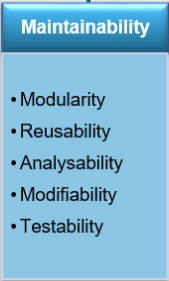 Maintainability
• Modularity
• Reusability
• Analysability
• Modifiability
• Testability